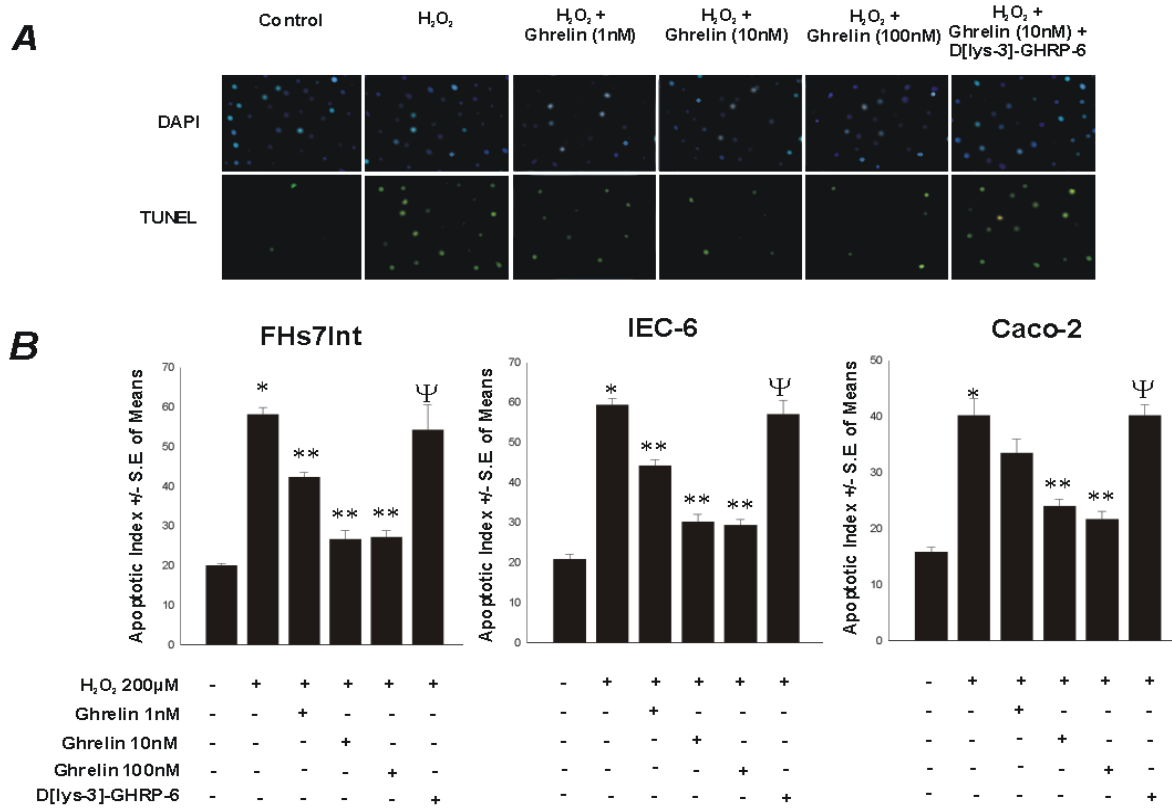 A
Control
H₂O₂
H₂O₂ +
Ghrelin (1nM)
H₂O₂ +
Ghrelin (10nM)
H₂O₂ +
Ghrelin (100nM)
H₂O₂ +
Ghrelin (10nM) +
D[lys-3]-GHRP-6
DAPI
TUNEL
B
FHs7Int
Apoptotic Index +/- S.E of Means
70
60
50
40
30
20
10
0
* ** ** ** Ψ
IEC-6
Apoptotic Index +/- S.E of Means
70
60
50
40
30
20
10
0
* ** ** ** Ψ
Caco-2
Apoptotic Index +/- S.E of Means
50
40
30
20
10
0
* ** ** Ψ
H₂O₂ 200µM - + + + + + - + + + + + - + + + + +
Ghrelin 1nM - - + - - - - - + - - - - - + - - -
Ghrelin 10nM - - - + - - - - - + - - - - - + - -
Ghrelin 100nM - - - - + - - - - - + - - - - - + -
D[lys-3]-GHRP-6 - - - - - + - - - - - + - - - - - +